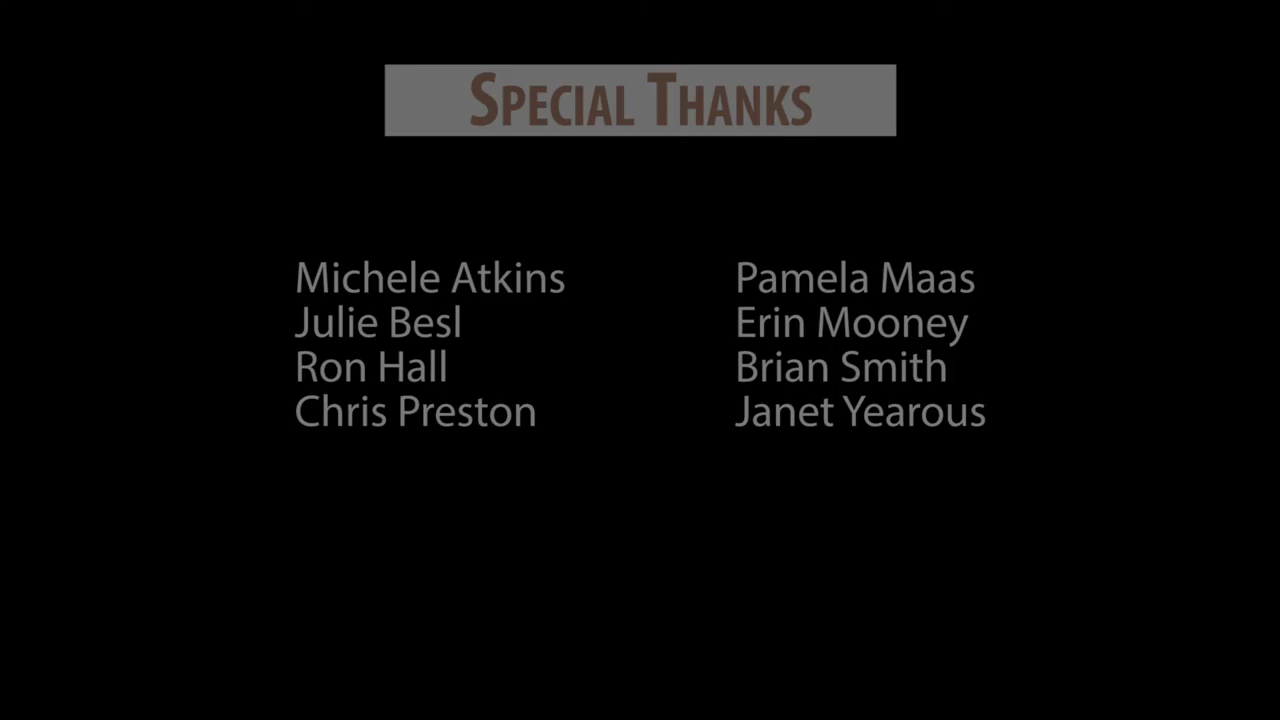 SPECIAL THANKS
Michele Atkins
Julie Besl
Ron Hall
Chris Preston
Pamela Maas
Erin Mooney
Brian Smith
Janet Yearous